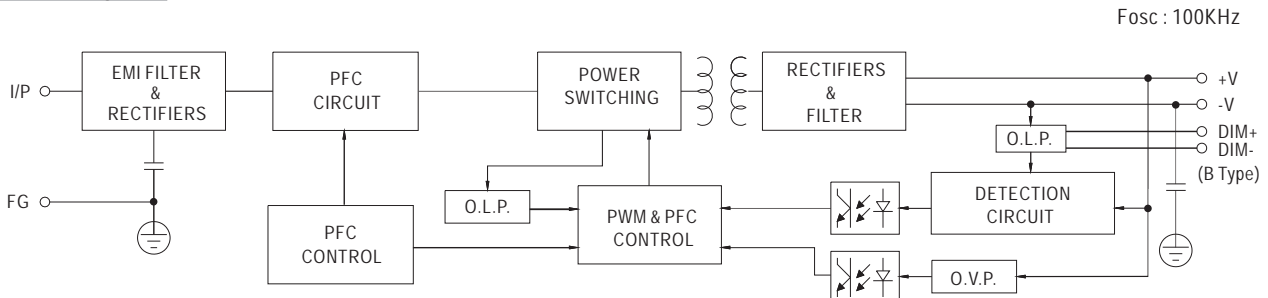 Fosc : 100KHz
I/P
EMI FILTER
&
RECTIFIERS
PFC
CIRCUIT
POWER
SWITCHING
RECTIFIERS
&
FILTER
+V
-V
O.L.P.
DIM+
DIM-
(B Type)
FG
PFC
CONTROL
O.L.P.
PWM & PFC
CONTROL
DETECTION
CIRCUIT
O.V.P.